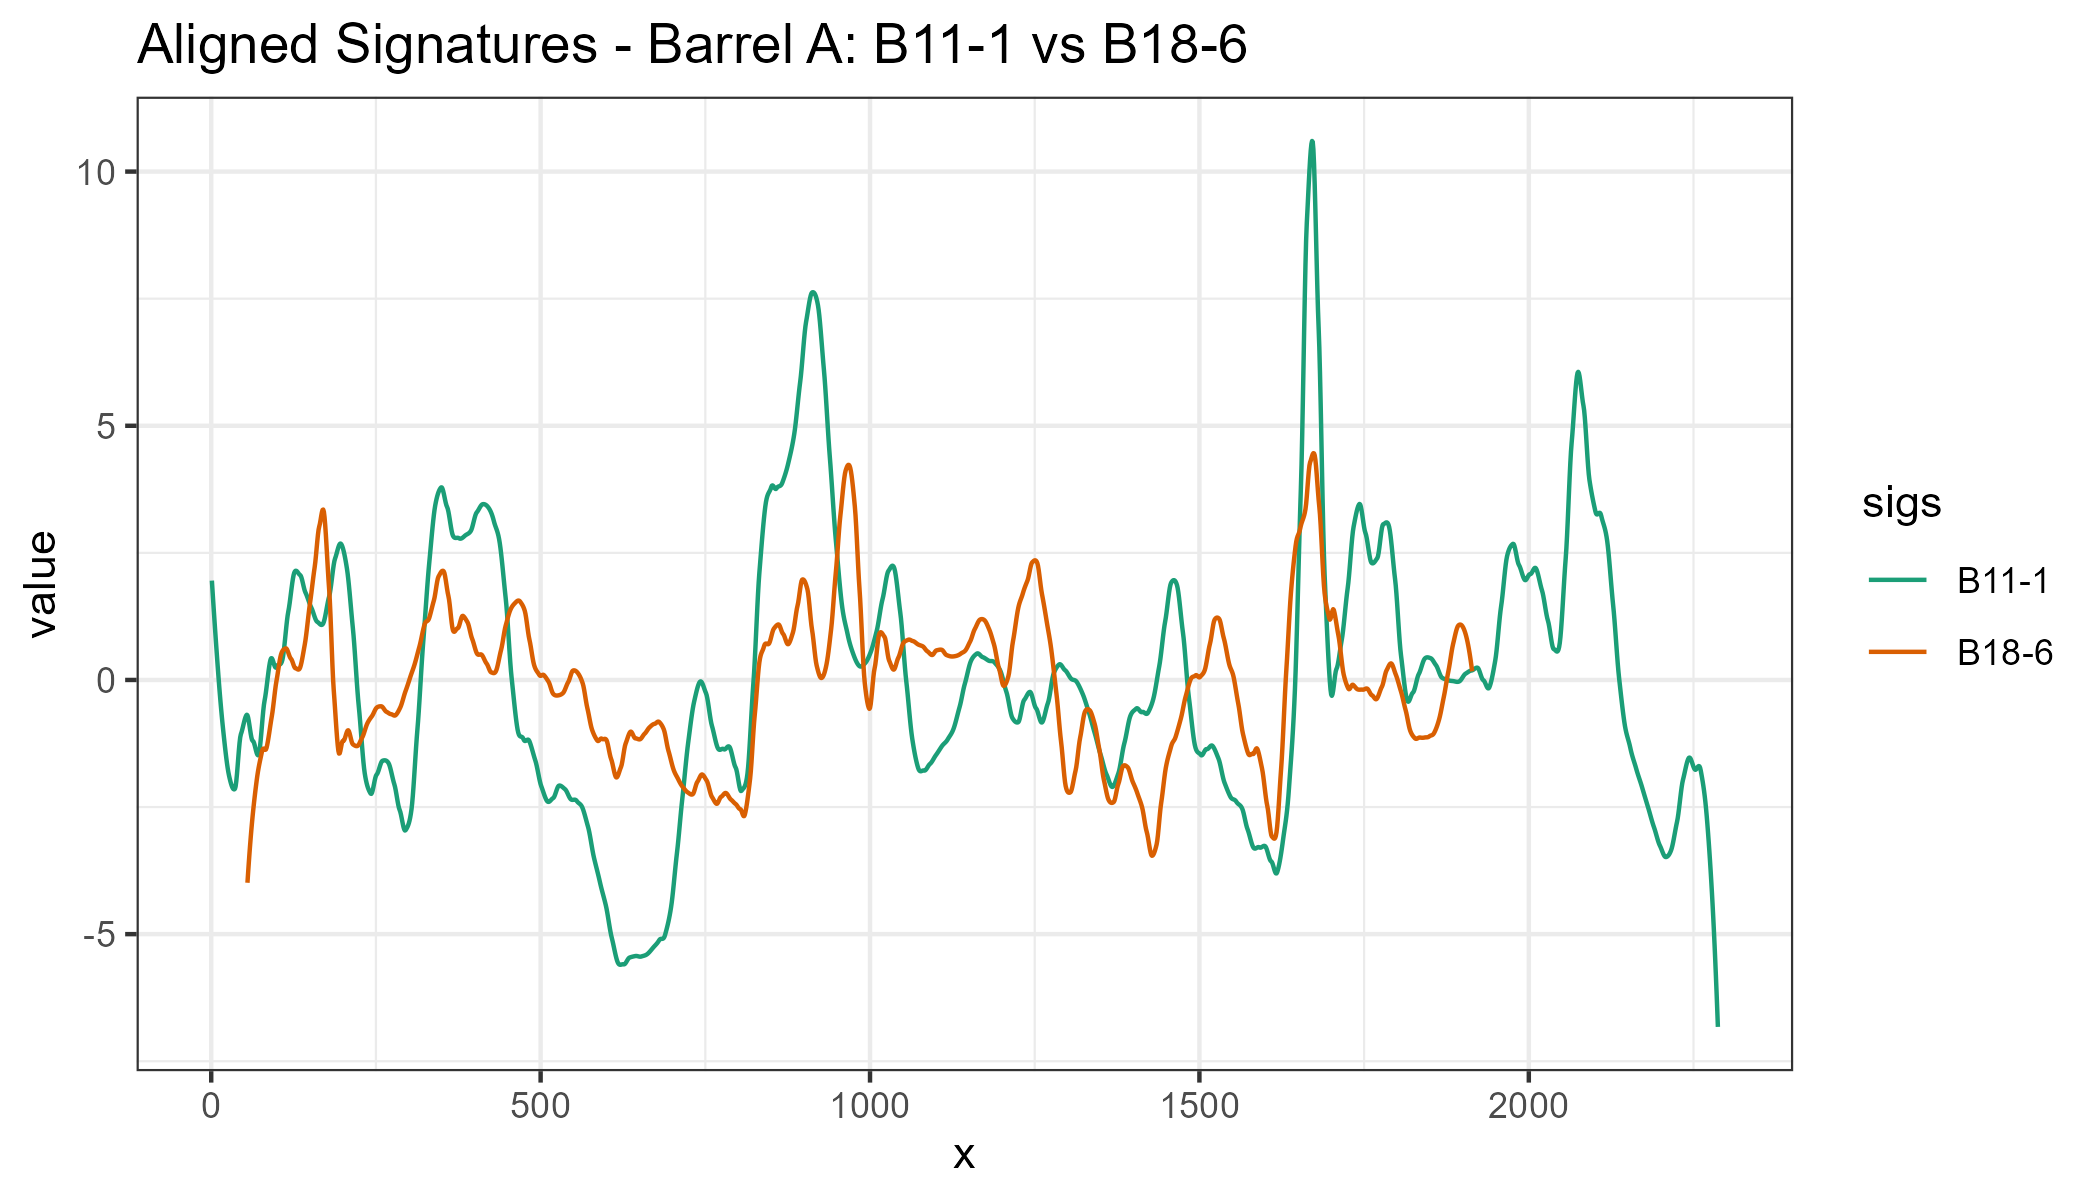 Aligned Signatures - Barrel A: B11-1 vs B18-6
10
5
0
-5
value
0 500 1000 1500 2000
x
sigs
B11-1
B18-6